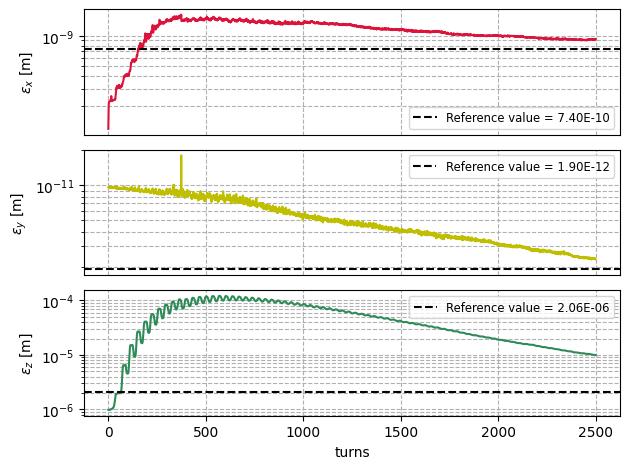 10⁻⁹
εx [m]
Reference value = 7.40E-10
10⁻¹¹
εy [m]
Reference value = 1.90E-12
10⁻⁴
10⁻⁵
10⁻⁶
εz [m]
Reference value = 2.06E-06
0 500 1000 1500 2000 2500
turns